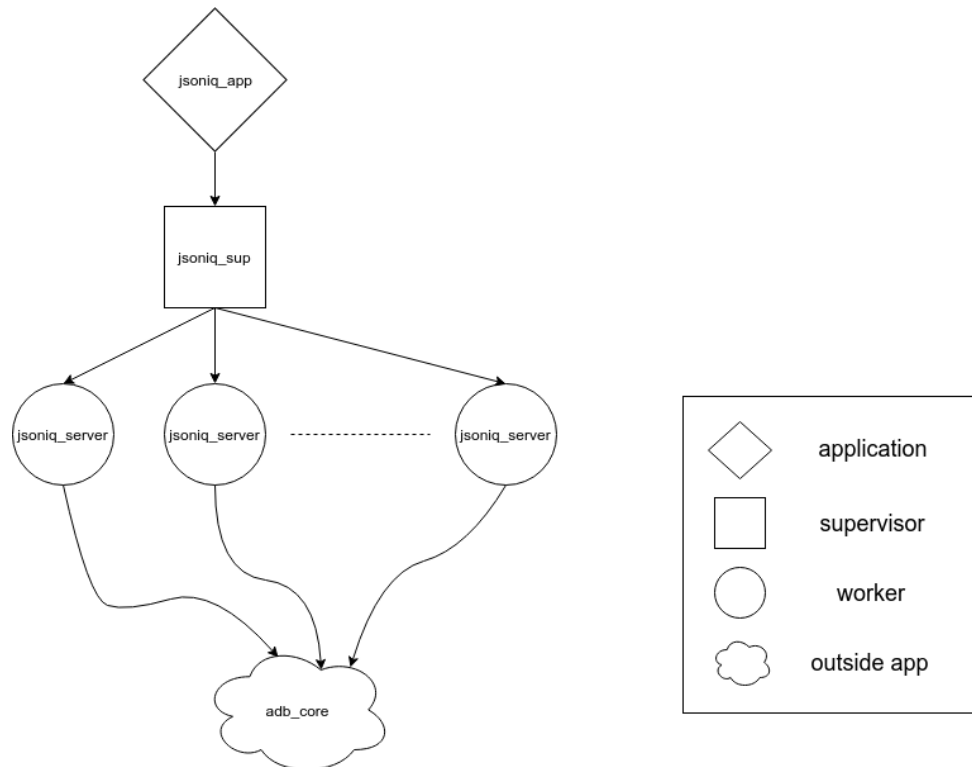 jsoniq_app
jsoniq_sup
jsoniq_server
jsoniq_server
jsoniq_server
adb_core
application
supervisor
worker
outside app